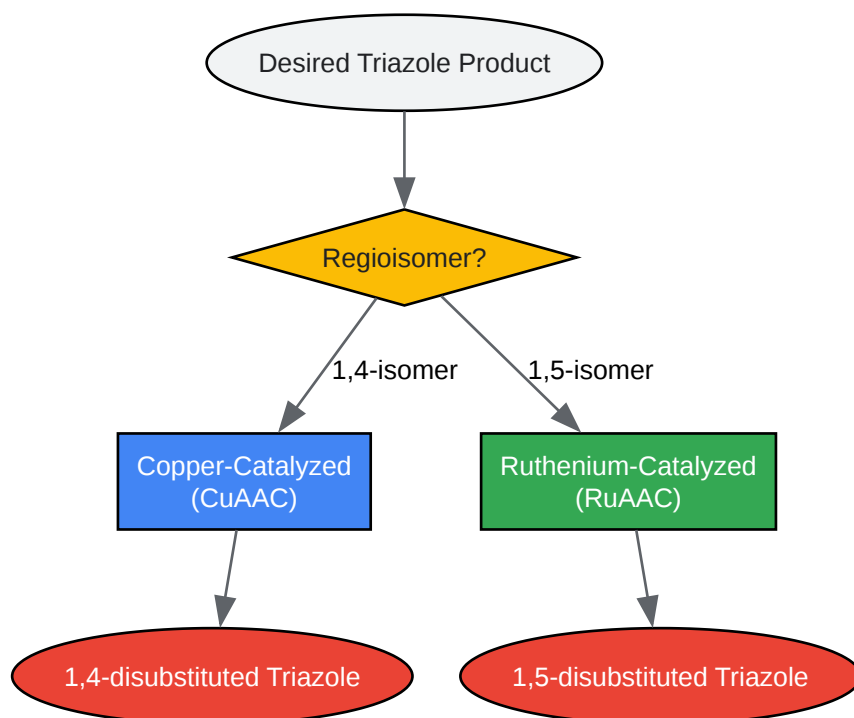 Desired Triazole Product
Regioisomer?
1,4-isomer
1,5-isomer
Copper-Catalyzed
(CuAAC)
Ruthenium-Catalyzed
(RuAAC)
1,4-disubstituted Triazole
1,5-disubstituted Triazole